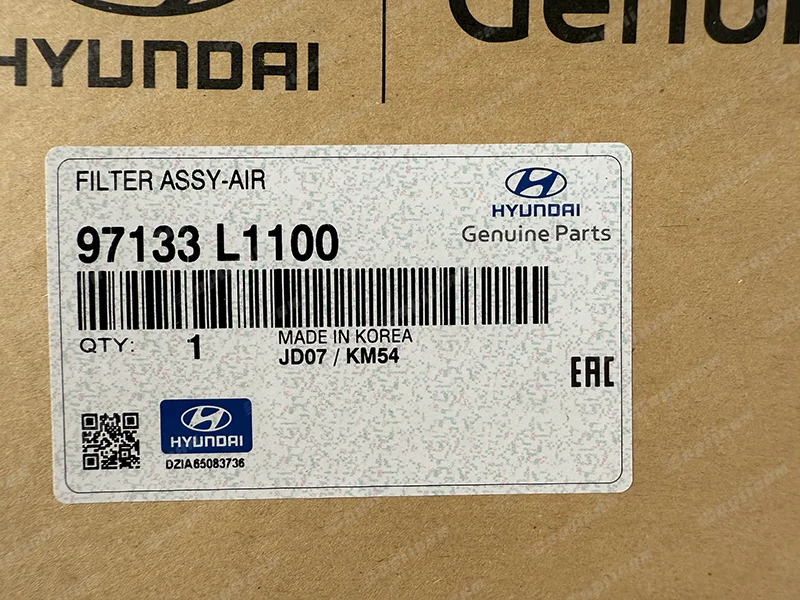 HYUNDAI
Genui
FILTER ASSY-AIR
HYUNDAI
Genuine Parts
97133 L1100
QTY: 1
MADE IN KOREA
JD07 / KM54
EAC
HYUNDAI
DZIA65083736